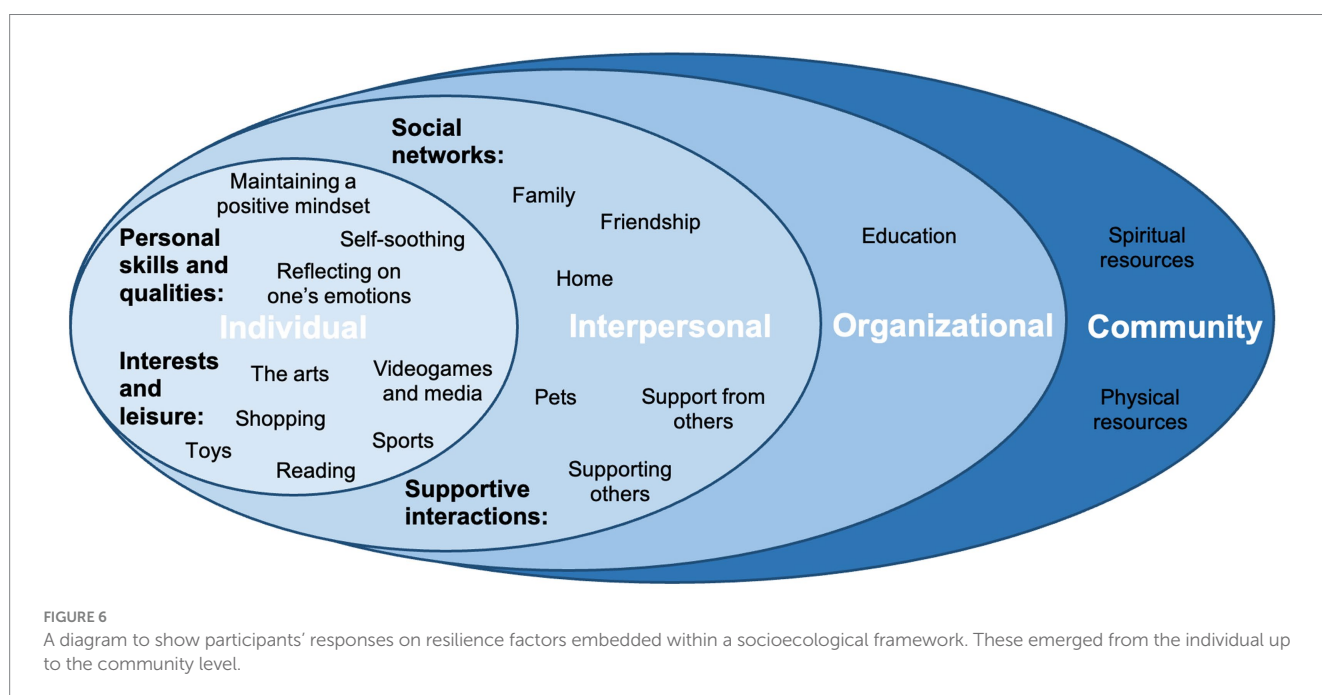 Social
networks:
Maintaining a
positive mindset
Family
Friendship
Personal
skills and
qualities:
Self-soothing
Reflecting on
one's emotions
Home
Education
Spiritual
resources
Individual
Interpersonal
Organizational
Community
Interests
and
leisure:
The arts
Videogames
and media
Shopping
Sports
Toys
Reading
Pets
Support from
others
Supporting
others
Supportive
interactions:
Physical
resources
FIGURE 6
A diagram to show participants' responses on resilience factors embedded within a socioecological framework. These emerged from the individual up
to the community level.